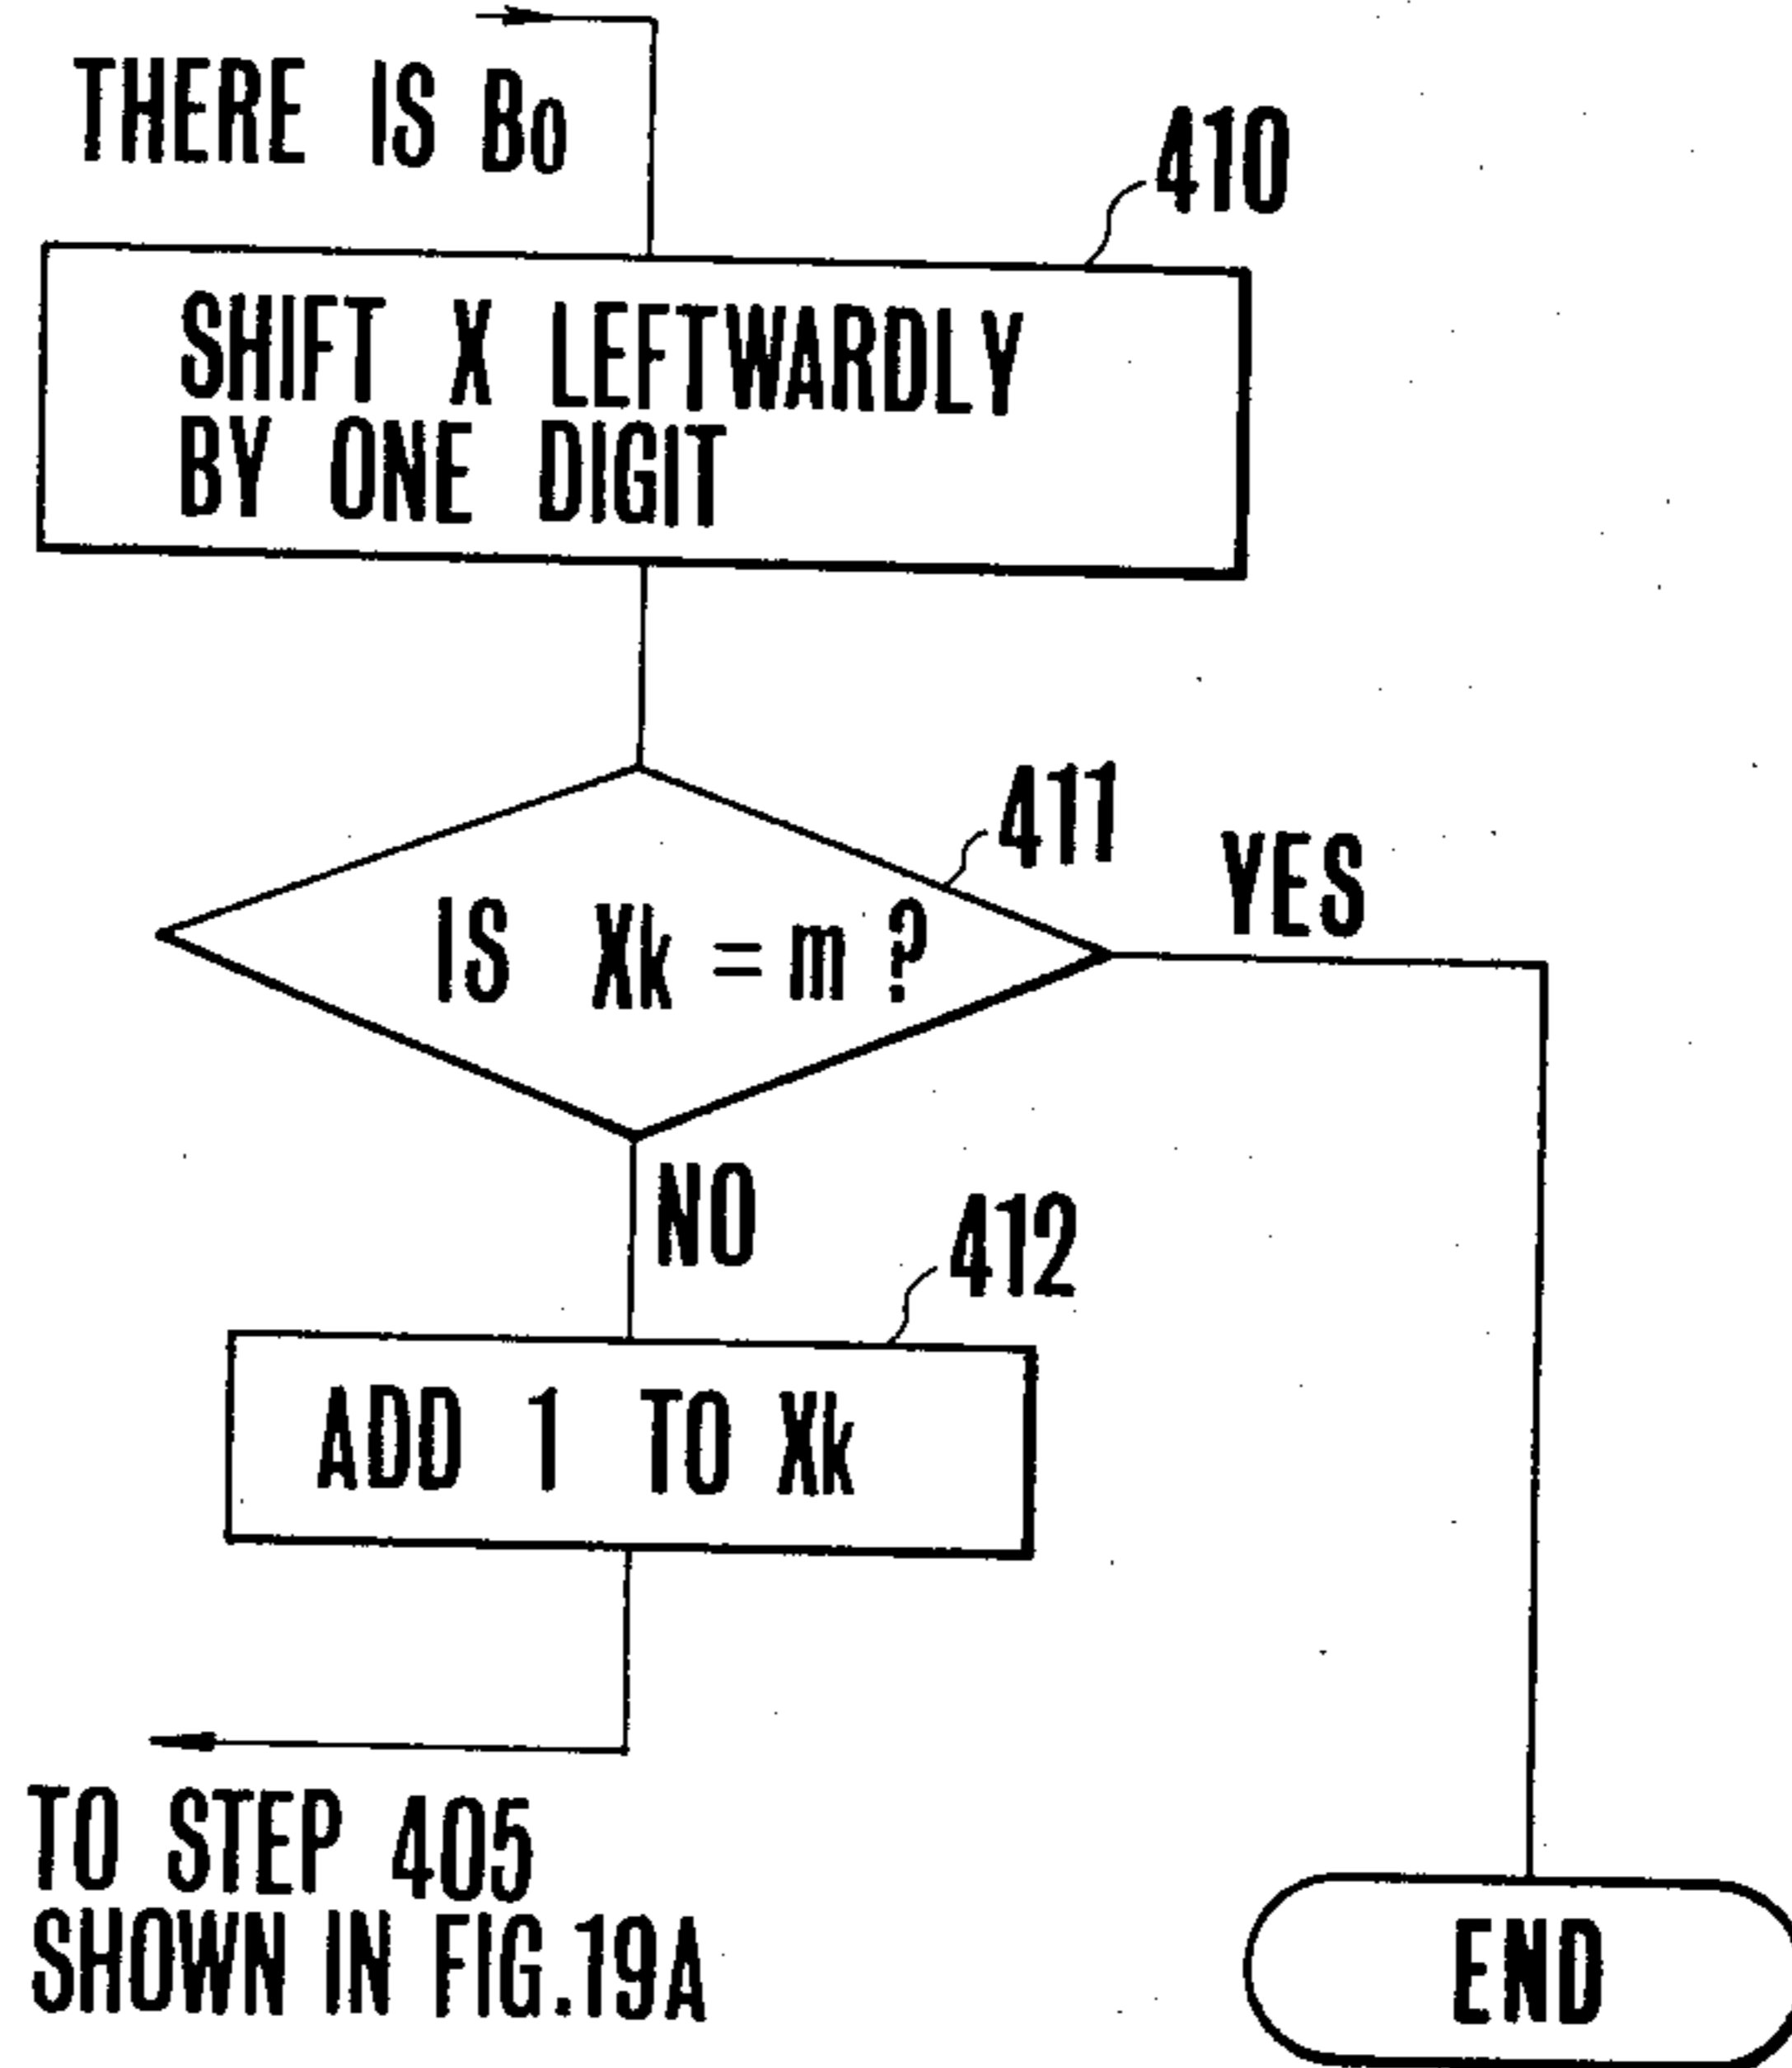 THERE IS Bo
410
SHIFT X LEFTWARDLY
BY ONE DIGIT
411
YES
IS Xk = m ?
NO
412
ADD 1 TO Xk
TO STEP 405
SHOWN IN FIG.19A
END